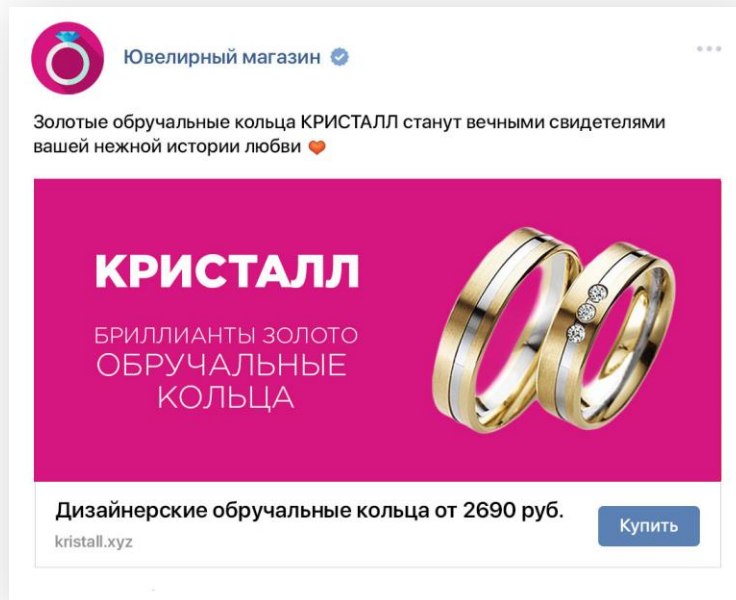 Ювелирный магазин
Золотые обручальные кольца КРИСТАЛЛ станут вечными свидетелями
вашей нежной истории любви
КРИСТАЛЛ
БРИЛЛИАНТЫ ЗОЛОТО
ОБРУЧАЛЬНЫЕ
КОЛЬЦА
Дизайнерские обручальные кольца от 2690 руб.
kristall.xyz
Купить